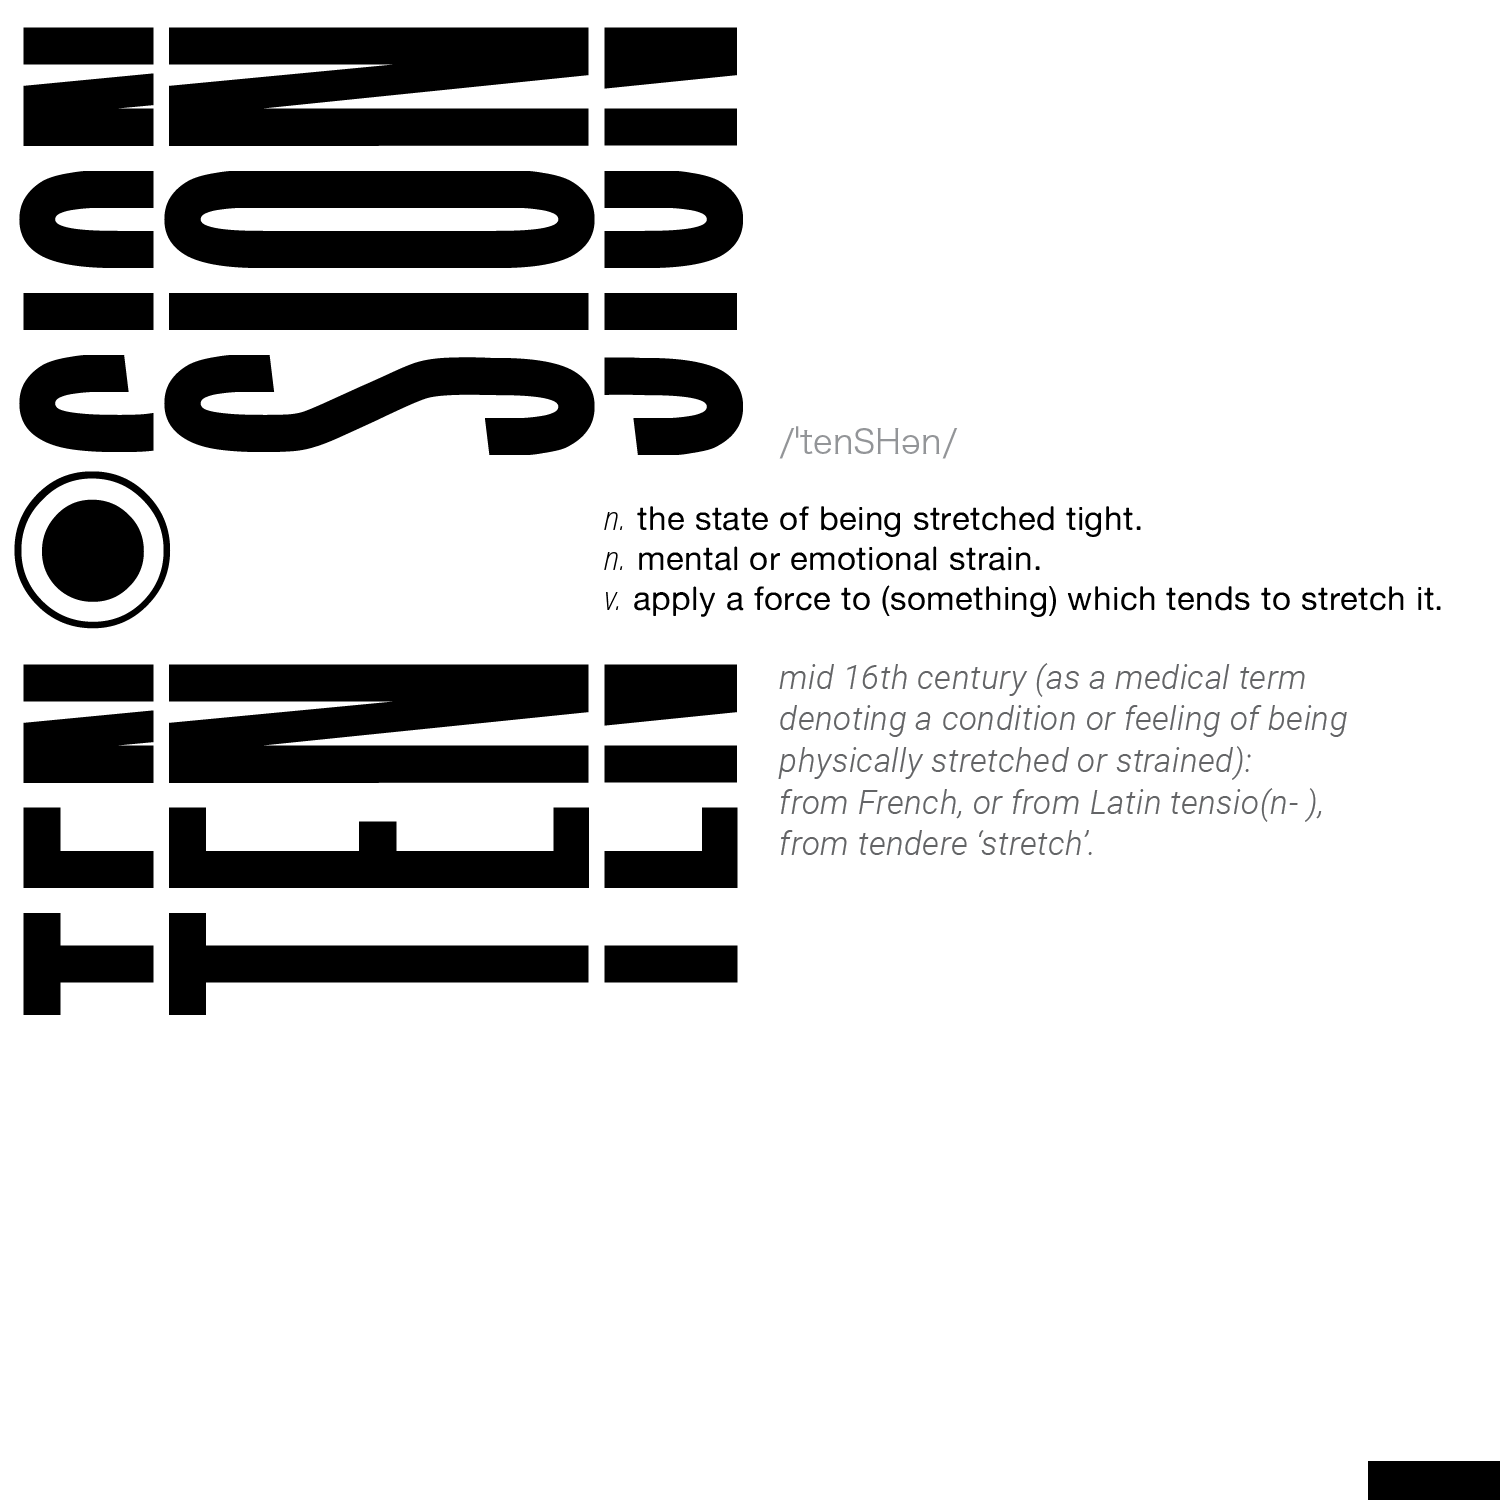 TEN
SION
/ˈtenSHən/
n. the state of being stretched tight.
n. mental or emotional strain.
v. apply a force to (something) which tends to stretch it.
mid 16th century (as a medical term
denoting a condition or feeling of being
physically stretched or strained):
from French, or from Latin tensio(n- ),
from tendere ‘stretch’.